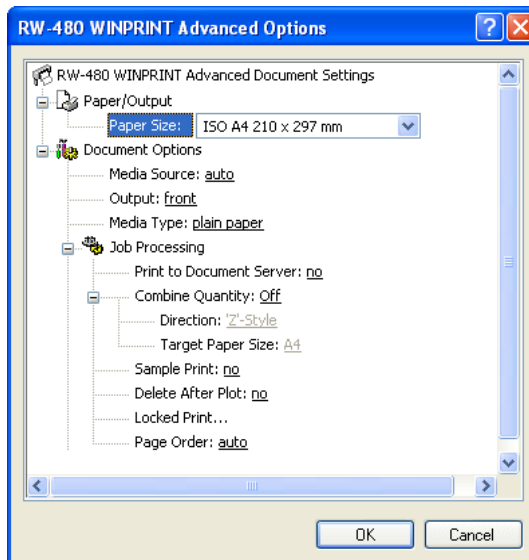 RW-480 WINPRINT Advanced Options
RW-480 WINPRINT Advanced Document Settings
Paper/Output
Paper Size: ISO A4 210 x 297 mm
Document Options
Media Source: auto
Output: front
Media Type: plain paper
Job Processing
Print to Document Server: no
Combine Quantity: Off
Direction: 'Z'-Style
Target Paper Size: A4
Sample Print: no
Delete After Plot: no
Locked Print...
Page Order: auto
OK Cancel